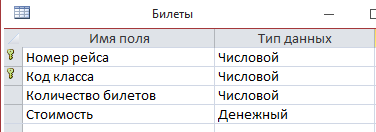 Билеты
Имя поля Тип данных
Номер рейса Числовой
Код класса Числовой
Количество билетов Числовой
Стоимость Денежный